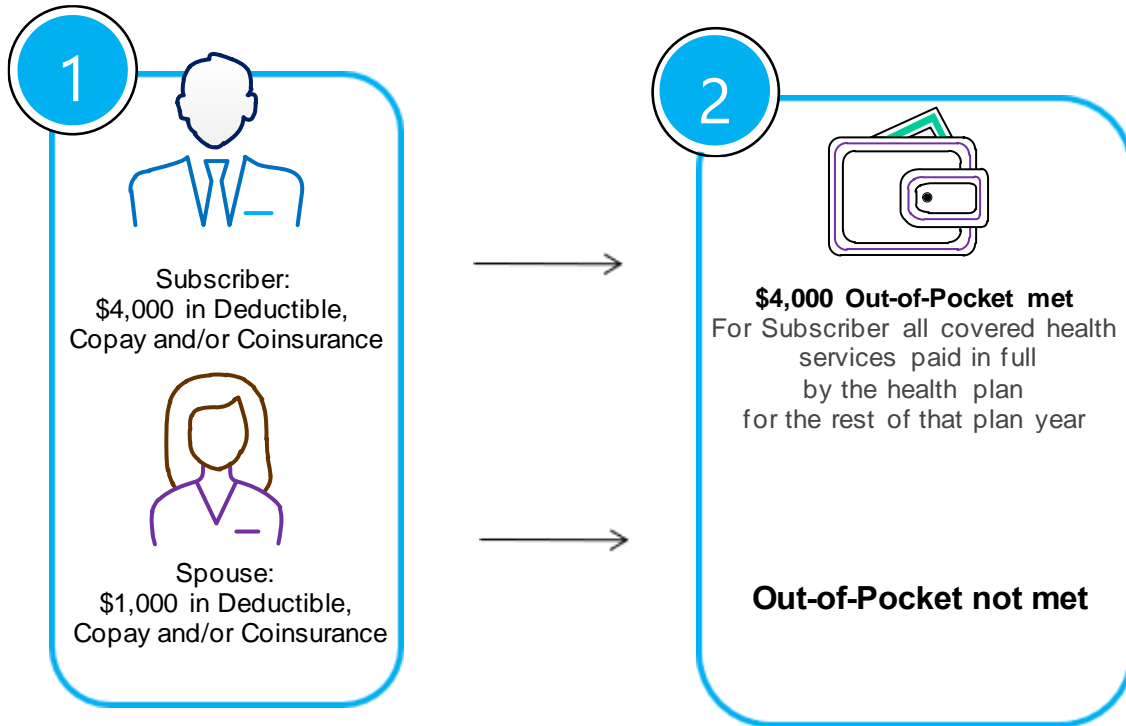 1
Subscriber:
$4,000 in Deductible,
Copay and/or Coinsurance
Spouse:
$1,000 in Deductible,
Copay and/or Coinsurance
2
$4,000 Out-of-Pocket met
For Subscriber all covered health
services paid in full
by the health plan
for the rest of that plan year
Out-of-Pocket not met